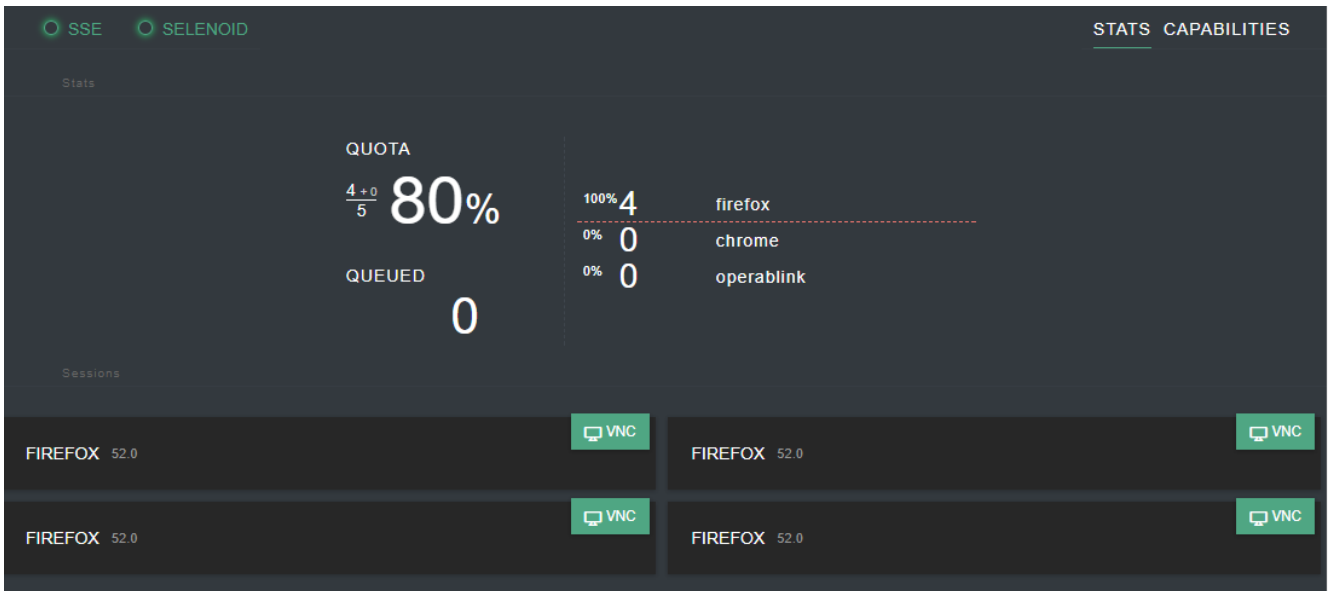 SSE SELENOID STATS CAPABILITIES
Stats
QUOTA
4 + 0
5
80%
QUEUED
0
100% 4 firefox
0% 0 chrome
0% 0 operablink
Sessions
FIREFOX 52.0 VNC
FIREFOX 52.0 VNC
FIREFOX 52.0 VNC
FIREFOX 52.0 VNC